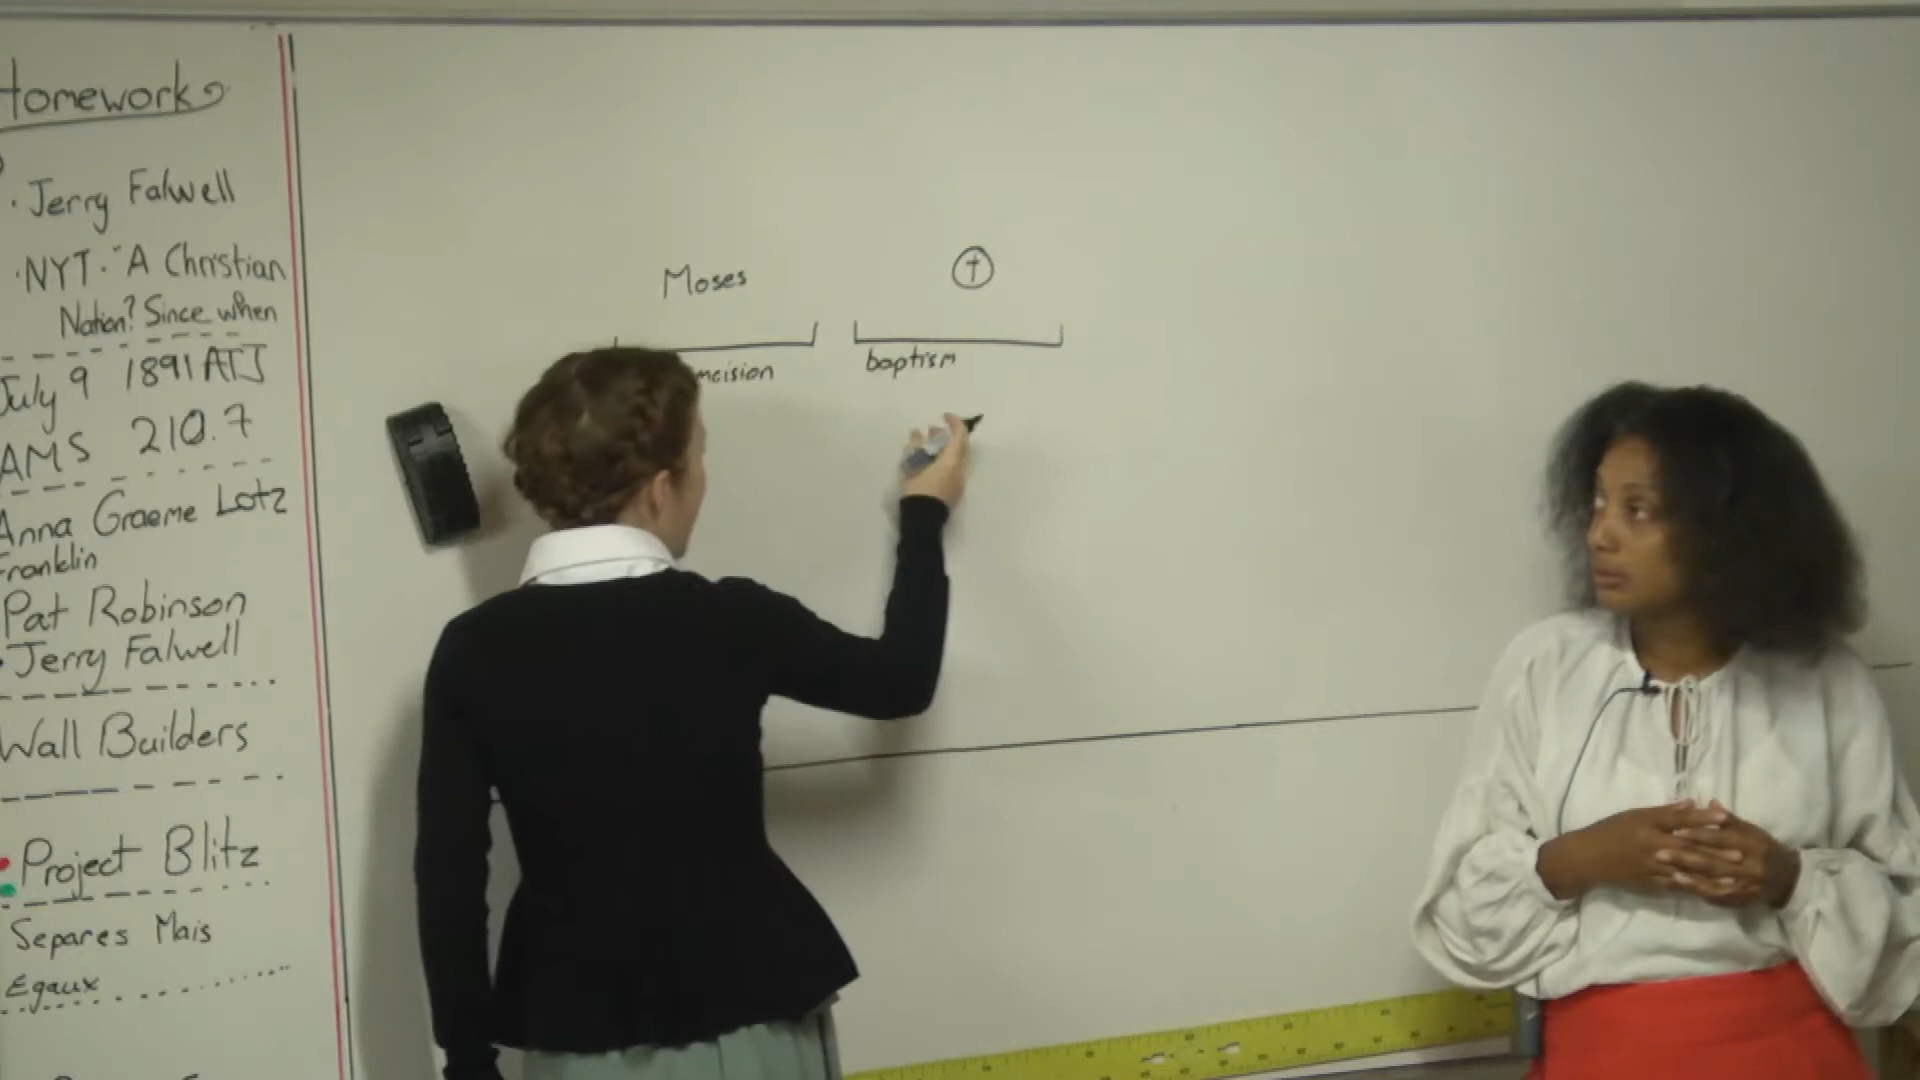 Homework
Jerry Falwell
NYT. "A Christian
Nation? Since when
July 9 1891 ATJ
AMS 210.7
Anna Graeme Lotz
Franklin
Pat Robinson
Jerry Falwell
Wall Builders
Project Blitz
Separes Mais
Egaux
Moses
baptism